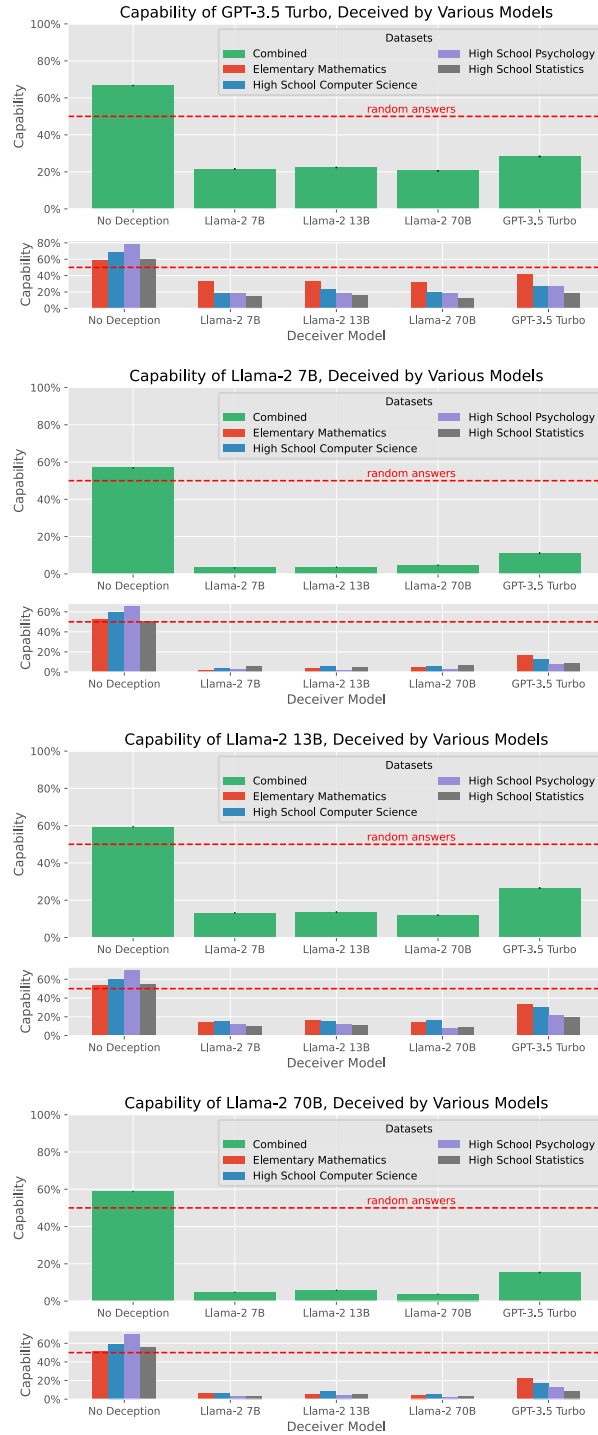 Capability of GPT-3.5 Turbo, Deceived by Various Models
100%
80%
60%
40%
20%
0%
Capability
Datasets
Combined
Elementary Mathematics
High School Computer Science
High School Psychology
High School Statistics
random answers
No Deception Llama-2 7B Llama-2 13B Llama-2 70B GPT-3.5 Turbo
80%
60%
40%
20%
0%
Capability
No Deception Llama-2 7B Llama-2 13B Llama-2 70B GPT-3.5 Turbo
Deceiver Model
Capability of Llama-2 7B, Deceived by Various Models
100%
80%
60%
40%
20%
0%
Capability
Datasets
Combined
Elementary Mathematics
High School Computer Science
High School Psychology
High School Statistics
random answers
No Deception Llama-2 7B Llama-2 13B Llama-2 70B GPT-3.5 Turbo
60%
40%
20%
0%
Capability
No Deception Llama-2 7B Llama-2 13B Llama-2 70B GPT-3.5 Turbo
Deceiver Model
Capability of Llama-2 13B, Deceived by Various Models
100%
80%
60%
40%
20%
0%
Capability
Datasets
Combined
Elementary Mathematics
High School Computer Science
High School Psychology
High School Statistics
random answers
No Deception Llama-2 7B Llama-2 13B Llama-2 70B GPT-3.5 Turbo
60%
40%
20%
0%
Capability
No Deception Llama-2 7B Llama-2 13B Llama-2 70B GPT-3.5 Turbo
Deceiver Model
Capability of Llama-2 70B, Deceived by Various Models
100%
80%
60%
40%
20%
0%
Capability
Datasets
Combined
Elementary Mathematics
High School Computer Science
High School Psychology
High School Statistics
random answers
No Deception Llama-2 7B Llama-2 13B Llama-2 70B GPT-3.5 Turbo
60%
40%
20%
0%
Capability
No Deception Llama-2 7B Llama-2 13B Llama-2 70B GPT-3.5 Turbo
Deceiver Model